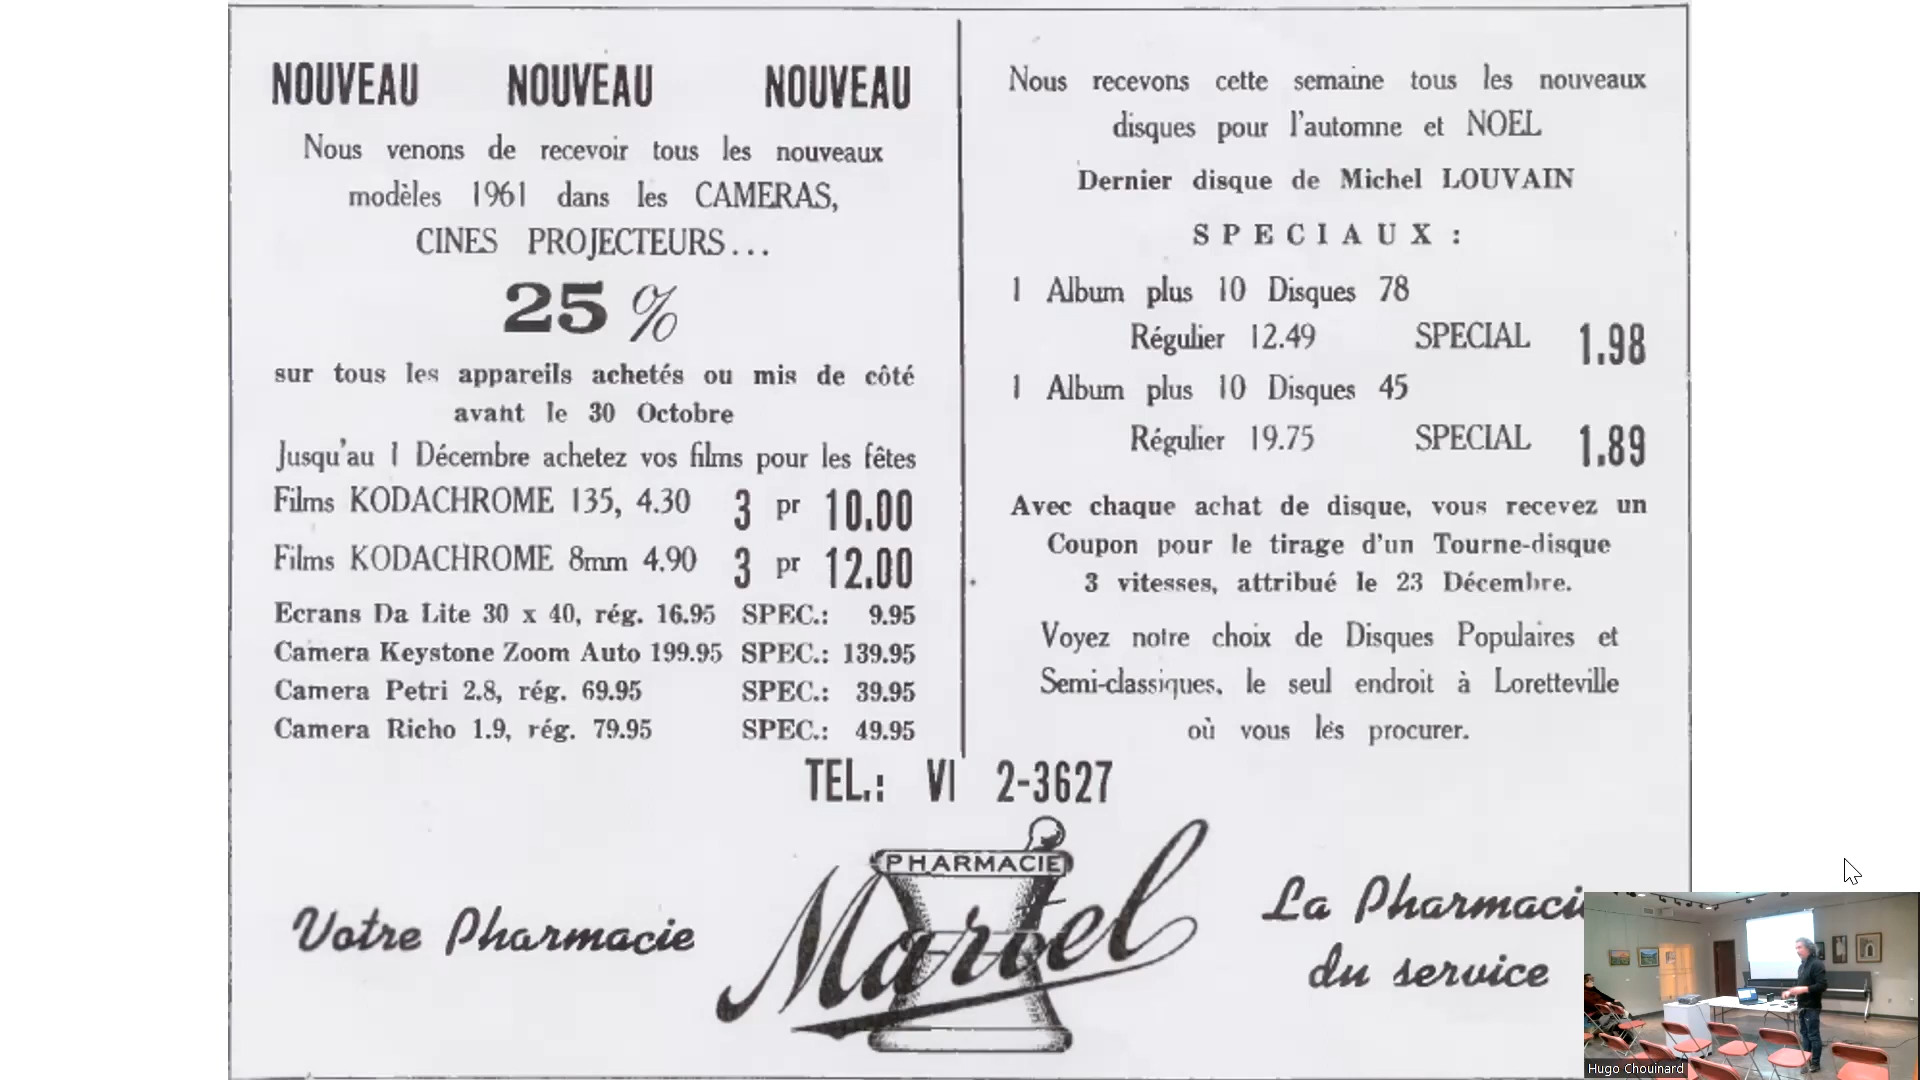 NOUVEAU NOUVEAU NOUVEAU
Nous venons de recevoir tous les nouveaux
modèles 1961 dans les CAMERAS,
CINES PROJECTEURS...
25 %
sur tous les appareils achetés ou mis de côté
avant le 30 Octobre
Jusqu'au 1 Décembre achetez vos films pour les fêtes
Films KODACHROME 135, 4.30 3 pr 10.00
Films KODACHROME 8mm 4.90 3 pr 12.00
Ecrans Da Lite 30 x 40, rég. 16.95 SPEC.: 9.95
Camera Keystone Zoom Auto 199.95 SPEC.: 139.95
Camera Petri 2.8, rég. 69.95 SPEC.: 39.95
Camera Richo 1.9, rég. 79.95 SPEC.: 49.95
Nous recevons cette semaine tous les nouveaux
disques pour l'automne et NOEL
Dernier disque de Michel LOUVAIN
SPECIAUX :
1 Album plus 10 Disques 78
Régulier 12.49 SPECIAL 1.98
1 Album plus 10 Disques 45
Régulier 19.75 SPECIAL 1.89
Avec chaque achat de disque, vous recevez un
Coupon pour le tirage d'un Tourne-disque
3 vitesses, attribué le 23 Décembre.
Voyez notre choix de Disques Populaires et
Semi-classiques, le seul endroit à Loretteville
où vous les procurer.
TEL.: VI 2-3627
Votre Pharmacie
PHARMACIE
Martel
La Pharmacie
du service
Hugo Chouinard